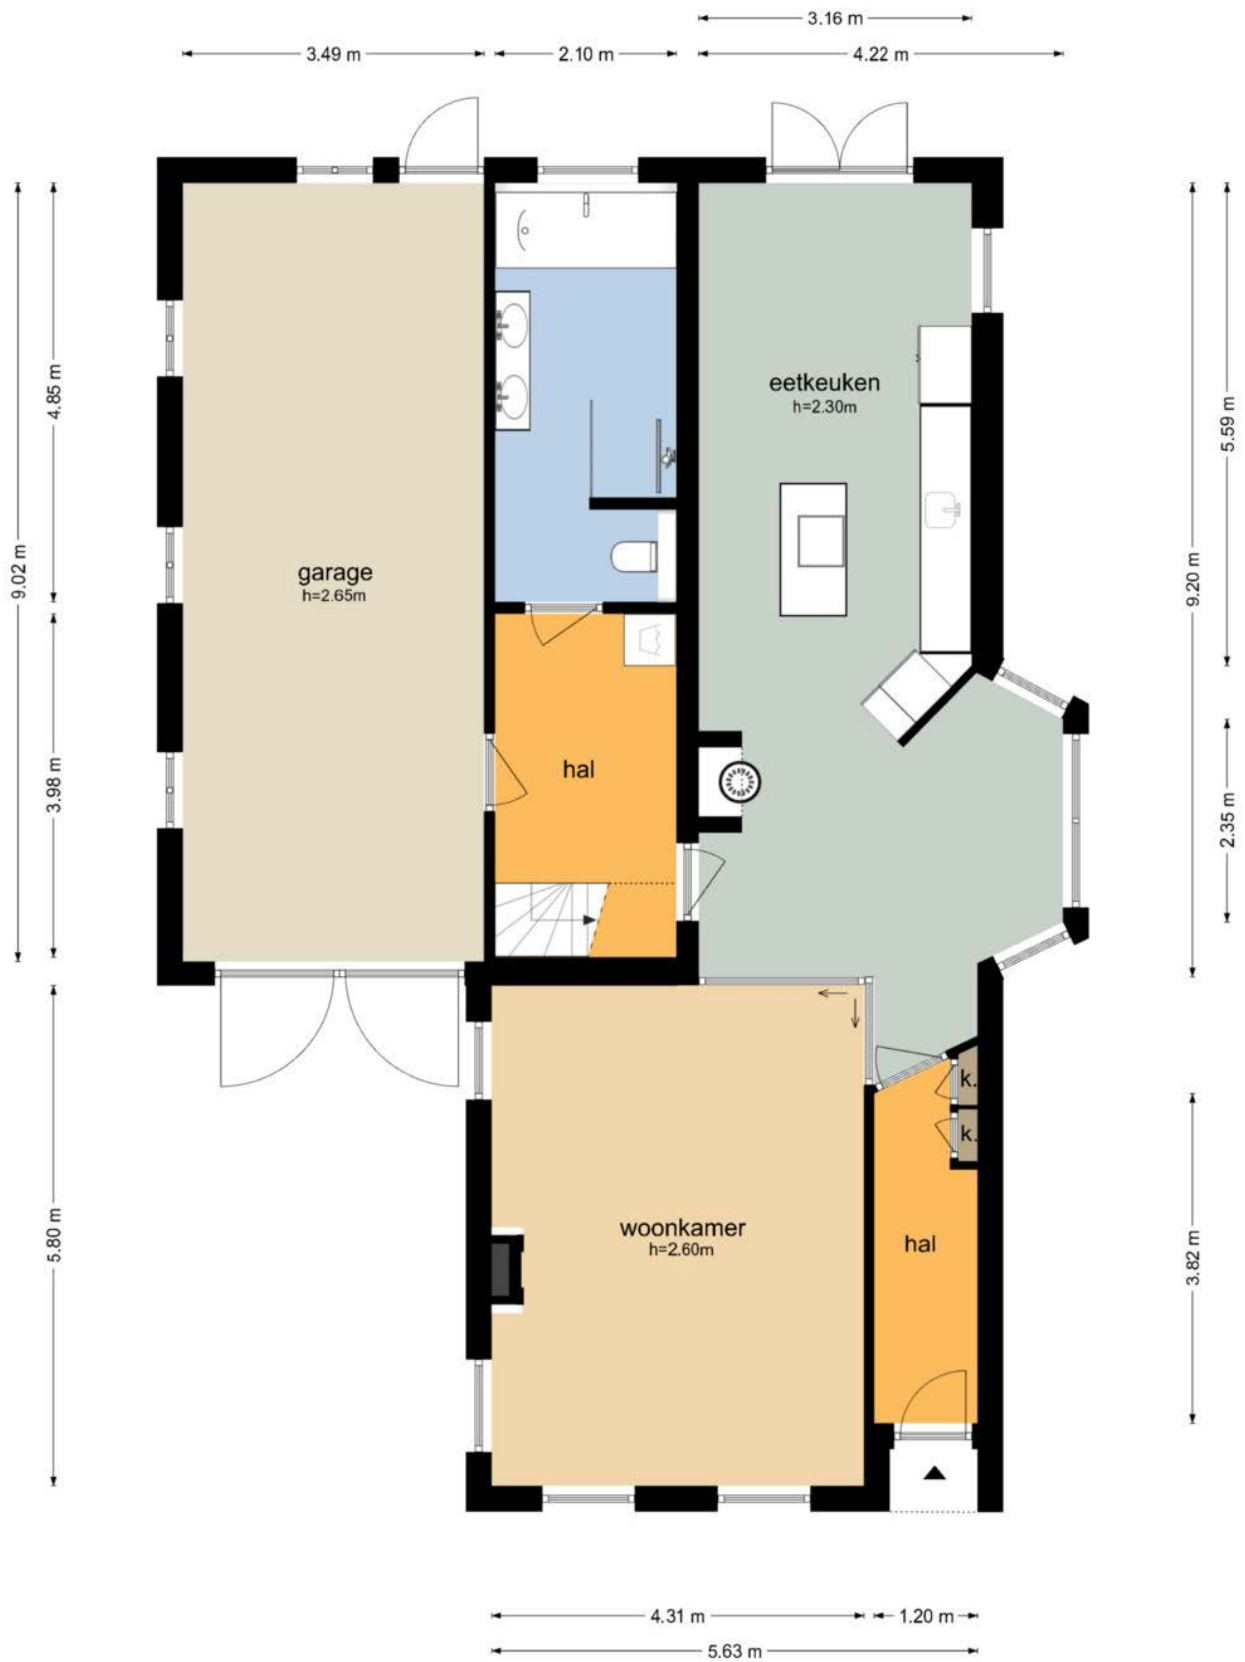 3.16 m
3.49 m
2.10 m
4.22 m
4.85 m
eetkeuken
h=2.30m
5.59 m
9.02 m
garage
h=2.65m
9.20 m
hal
3.98 m
2.35 m
k.
k.
5.80 m
woonkamer
h=2.60m
hal
3.82 m
4.31 m
1.20 m
5.63 m